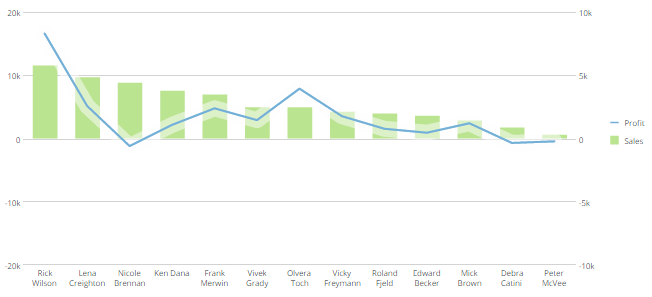 20k
10k
0
-10k
-20k
10k
5k
0
-5k
-10k
Rick
Wilson
Lena
Creighton
Nicole
Brennan
Ken Dana
Frank
Merwin
Vivek
Grady
Olvera
Toch
Vicky
Freymann
Roland
Fjeld
Edward
Becker
Mick
Brown
Debra
Catini
Peter
McVee
Profit
Sales